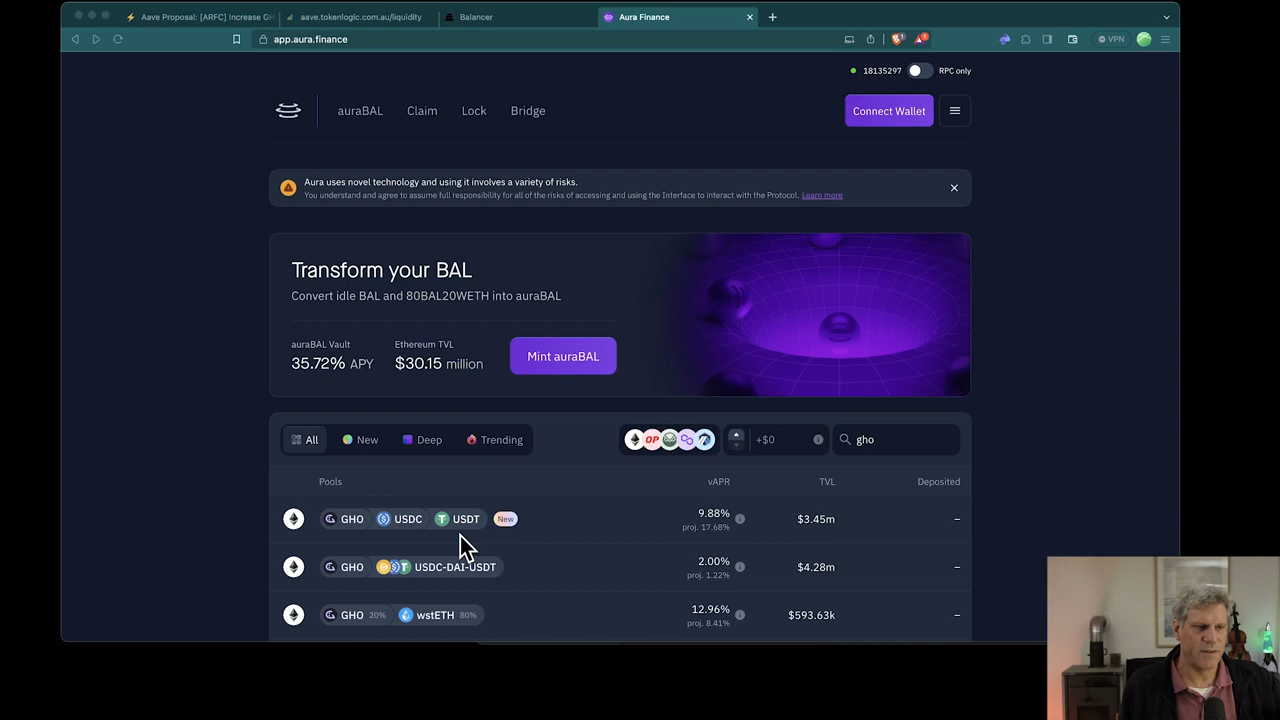 Aave Proposal: [ARFC] Increase GH
aave.tokenlogic.com.au/liquidity
Balancer
Aura Finance
app.aura.finance
VPN
18135297
RPC only
auraBAL
Claim
Lock
Bridge
Connect Wallet
Aura uses novel technology and using it involves a variety of risks.
You understand and agree to assume full responsibility for all of the risks of accessing and using the Interface to interact with the Protocol. Learn more
Transform your BAL
Convert idle BAL and 80BAL20WETH into auraBAL
auraBAL Vault
35.72% APY
Ethereum TVL
$30.15 million
Mint auraBAL
All
New
Deep
Trending
OP
+$0
gho
Pools
vAPR
TVL
Deposited
GHO USDC USDT New
9.88%
proj. 17.68%
$3.45m
–
GHO USDC-DAI-USDT
2.00%
proj. 1.22%
$4.28m
–
GHO 20% wstETH 80%
12.96%
proj. 8.41%
$593.63k
–